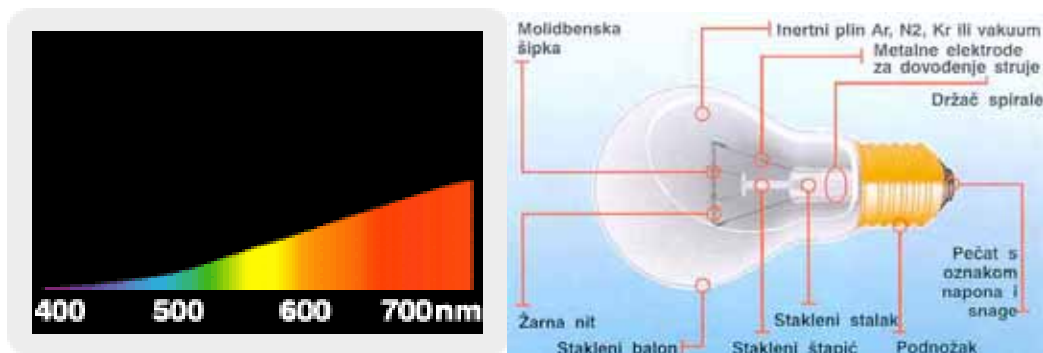 400 500 600 700nm
Molidbenska
šipka
Inertni plin Ar, N2, Kr ili vakuum
Metalne elektrode
za dovođenje struje
Držač spirale
Pečat s
oznakom
napona i
snage
Žarna nit
Stakleni stalak
Stakleni balon
Stakleni štapić
Podnožak